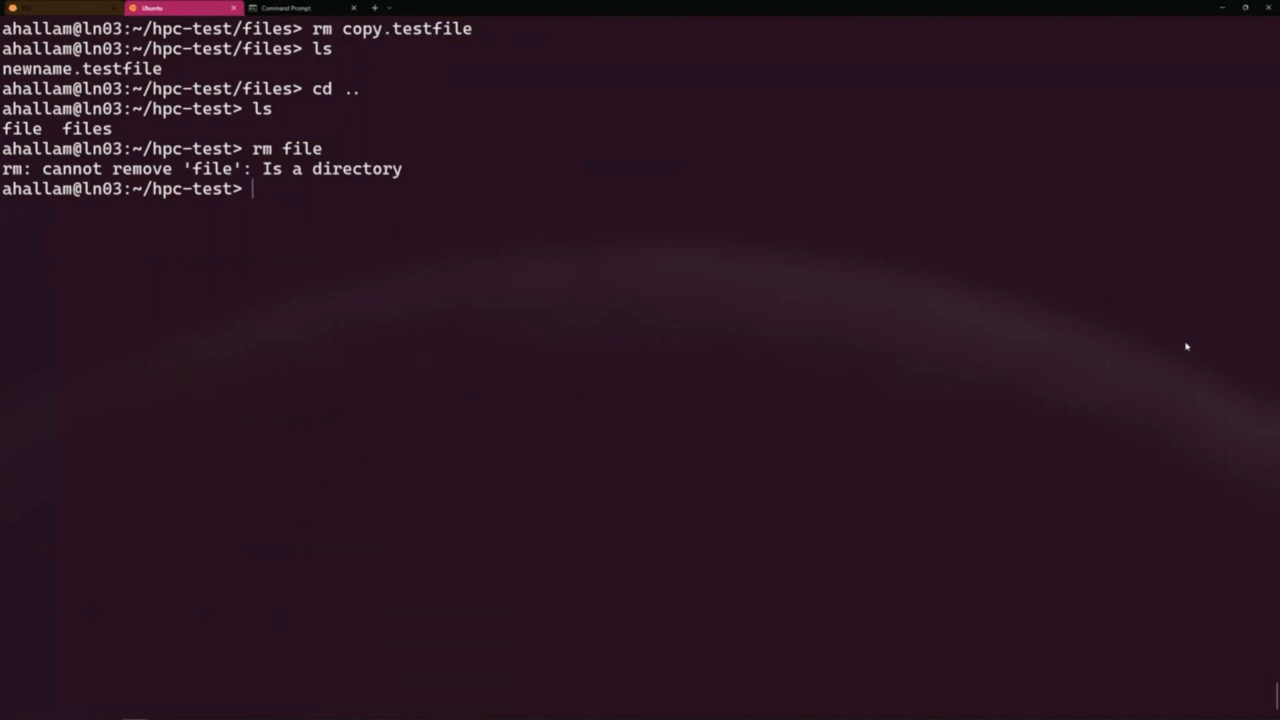 Ubuntu
Command Prompt
ahallam@ln03:~/hpc-test/files> rm copy.testfile
ahallam@ln03:~/hpc-test/files> ls
newname.testfile
ahallam@ln03:~/hpc-test/files> cd ..
ahallam@ln03:~/hpc-test> ls
file  files
ahallam@ln03:~/hpc-test> rm file
rm: cannot remove 'file': Is a directory
ahallam@ln03:~/hpc-test>